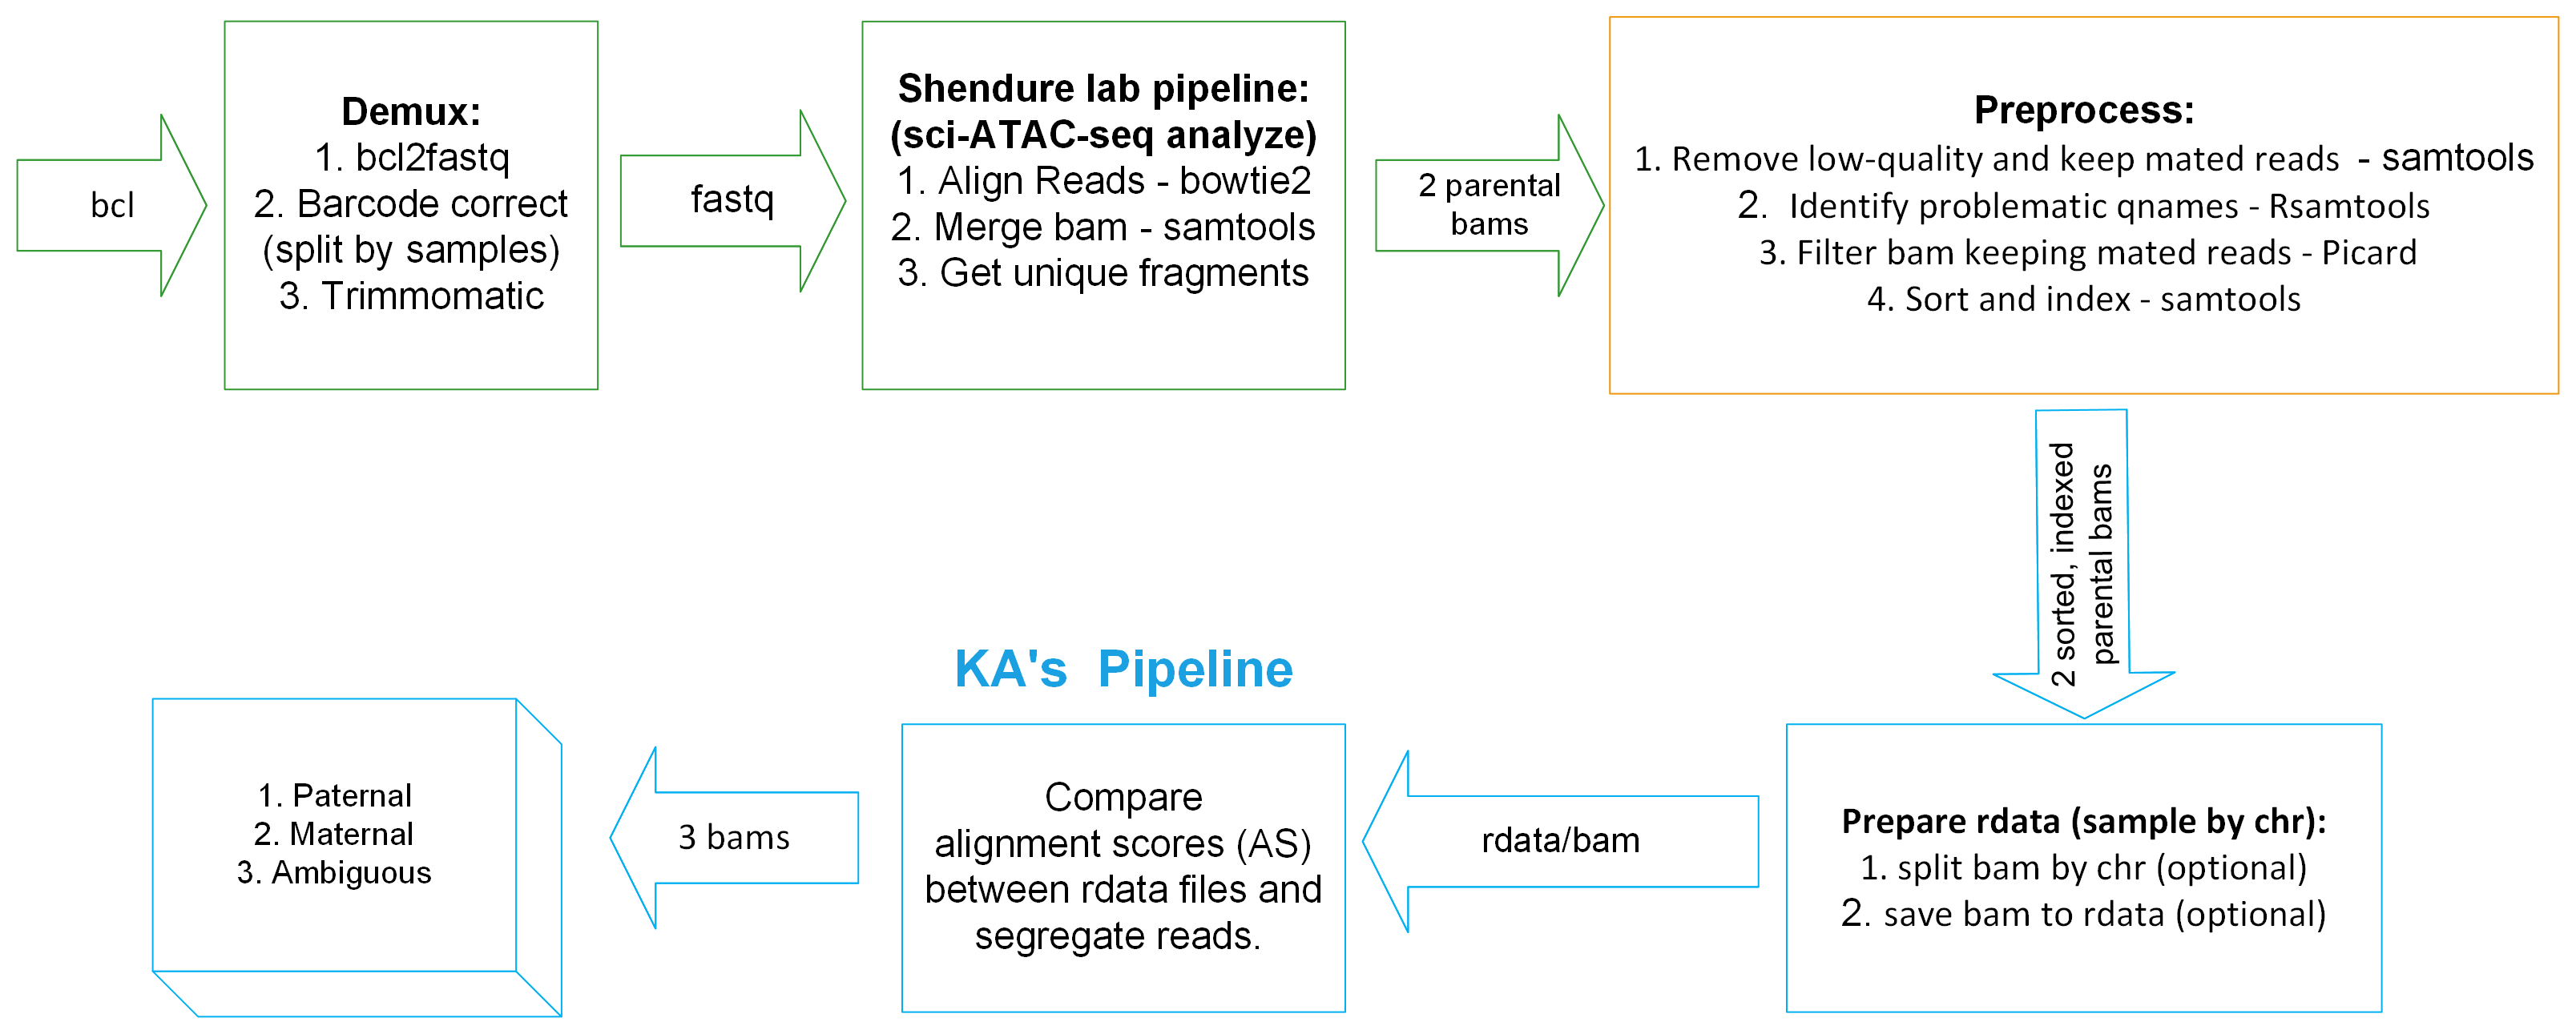 bcl
Demux:
1. bcl2fastq
2. Barcode correct
(split by samples)
3. Trimmomatic
fastq
Shendure lab pipeline:
(sci-ATAC-seq analyze)
1. Align Reads - bowtie2
2. Merge bam - samtools
3. Get unique fragments
2 parental
bams
Preprocess:
1. Remove low-quality and keep mated reads - samtools
2. Identify problematic qnames - Rsamtools
3. Filter bam keeping mated reads - Picard
4. Sort and index - samtools
2 sorted, indexed
parental bams
Prepare rdata (sample by chr):
1. split bam by chr (optional)
2. save bam to rdata (optional)
rdata/bam
KA's Pipeline
Compare
alignment scores (AS)
between rdata files and
segregate reads.
3 bams
1. Paternal
2. Maternal
3. Ambiguous